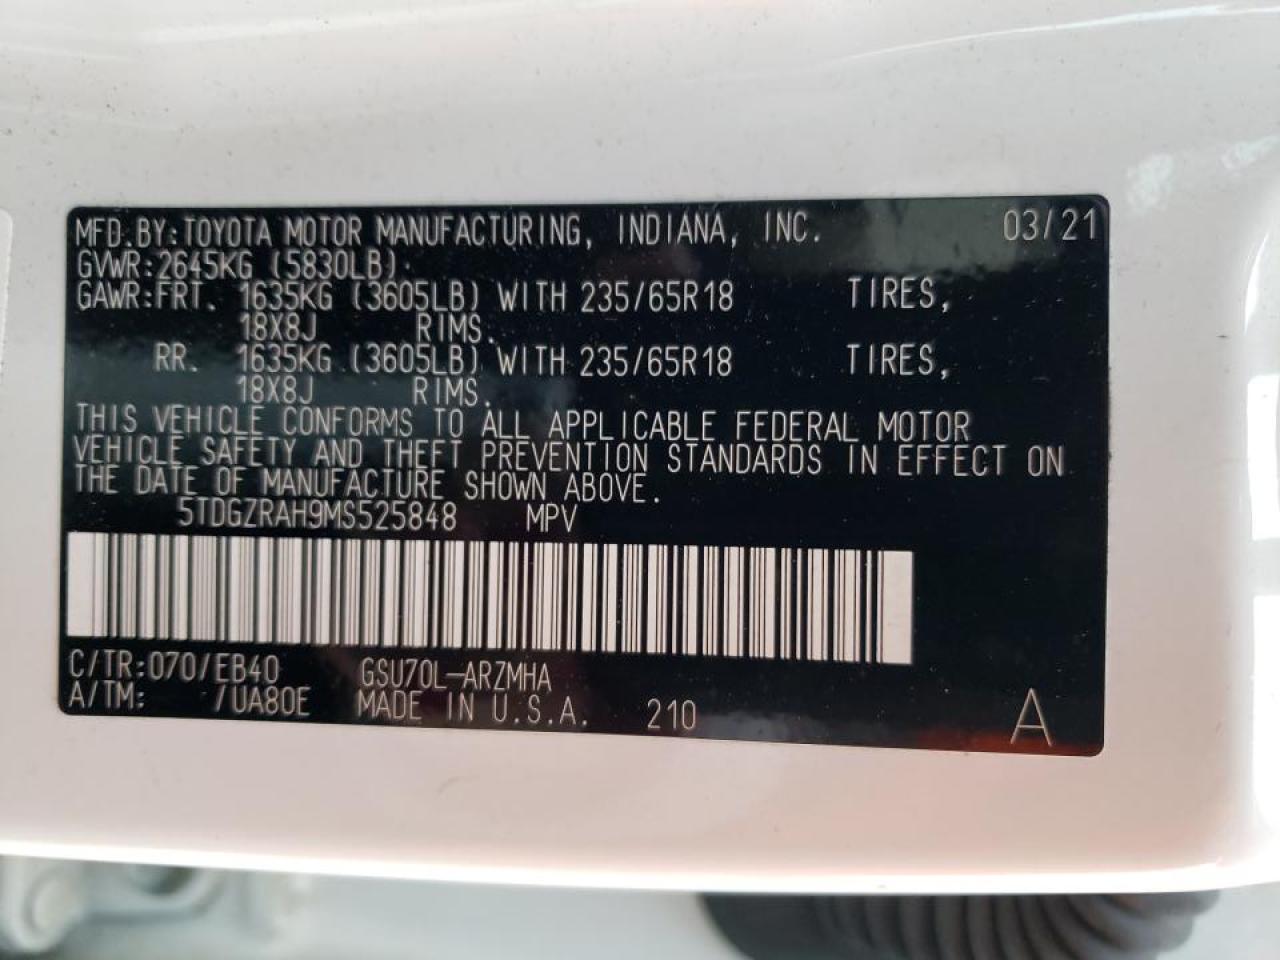 MFD.BY:TOYOTA MOTOR MANUFACTURING, INDIANA, INC. 03/21
GVWR:2645KG (5830LB)
GAWR:FRT. 1635KG (3605LB) WITH 235/65R18 TIRES,
18X8J RIMS.
RR. 1635KG (3605LB) WITH 235/65R18 TIRES,
18X8J RIMS.
THIS VEHICLE CONFORMS TO ALL APPLICABLE FEDERAL MOTOR
VEHICLE SAFETY AND THEFT PREVENTION STANDARDS IN EFFECT ON
THE DATE OF MANUFACTURE SHOWN ABOVE.
5TDGZRAH9MS525848 MPV
C/TR:070/EB40 GSU70L-ARZMHA
A/TM: /UA80E MADE IN U.S.A. 210 A